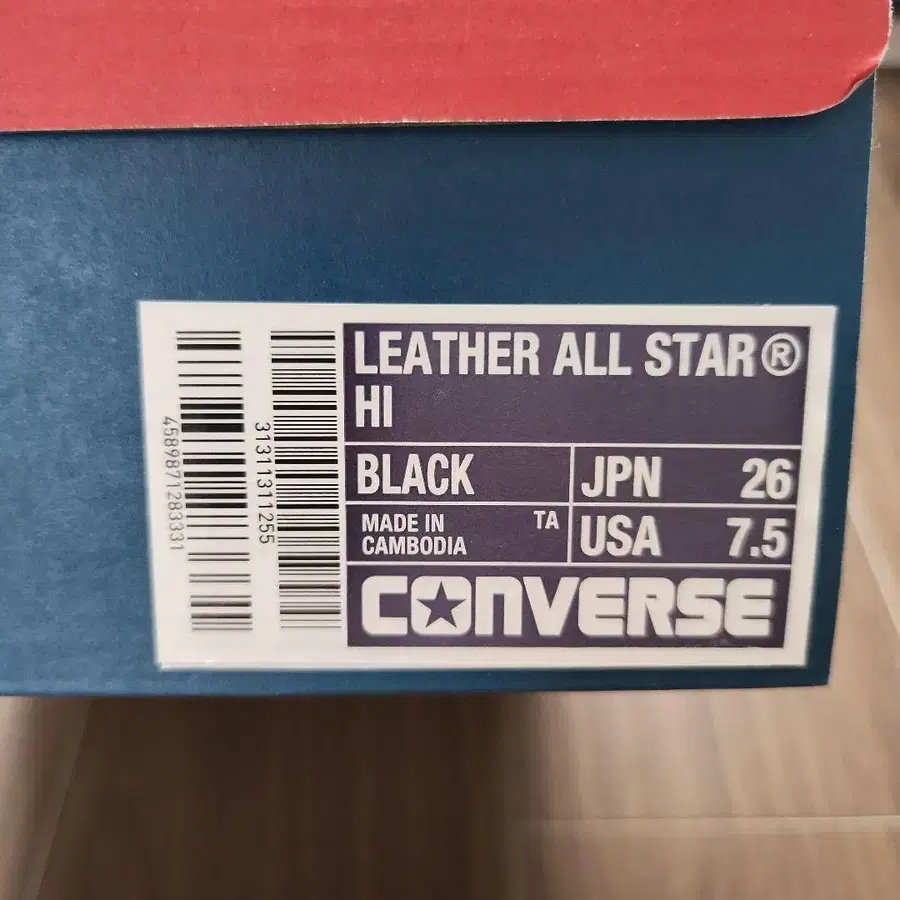 LEATHER ALL STAR®
HI
BLACK
JPN 26
MADE IN
CAMBODIA
TA
USA 7.5
CONVERSE
4589871283331
31311311255